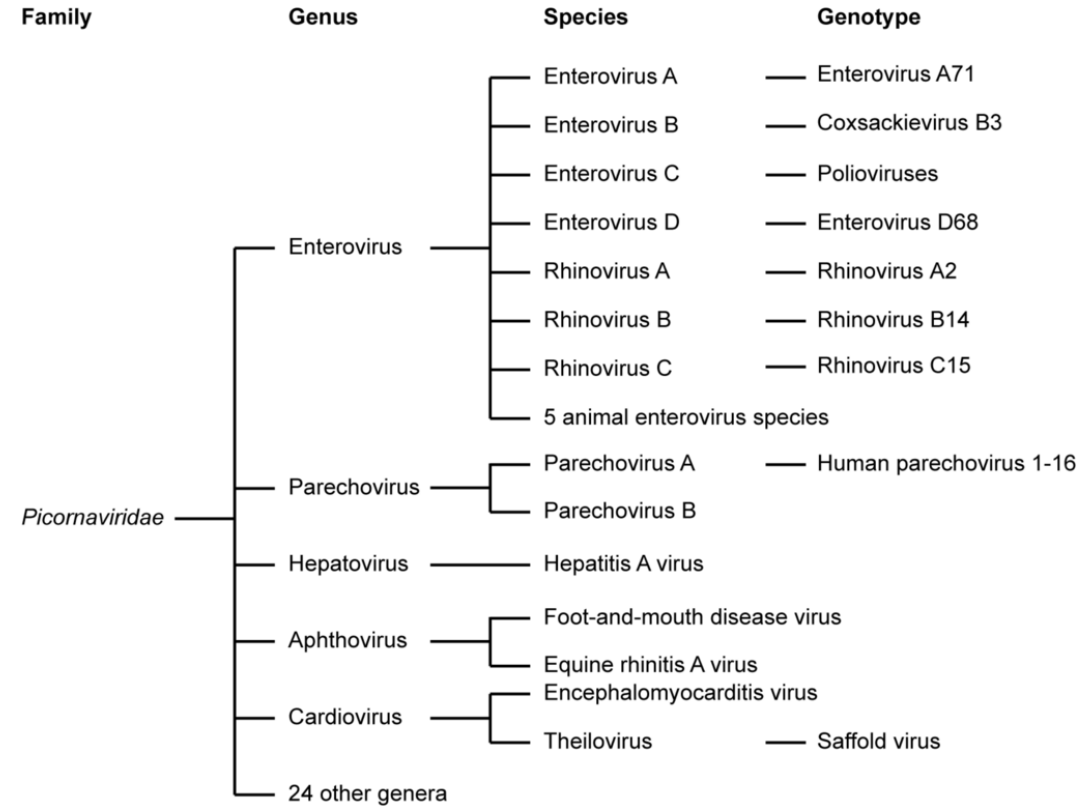 Family Genus Species Genotype
Enterovirus A Enterovirus A71
Enterovirus B Coxsackievirus B3
Enterovirus C Polioviruses
Enterovirus D Enterovirus D68
Enterovirus
Rhinovirus A Rhinovirus A2
Rhinovirus B Rhinovirus B14
Rhinovirus C Rhinovirus C15
5 animal enterovirus species
Parechovirus A Human parechovirus 1-16
Parechovirus
Parechovirus B
Picornaviridae
Hepatovirus Hepatitis A virus
Foot-and-mouth disease virus
Aphthovirus
Equine rhinitis A virus
Encephalomyocarditis virus
Cardiovirus
Theilovirus Saffold virus
24 other genera